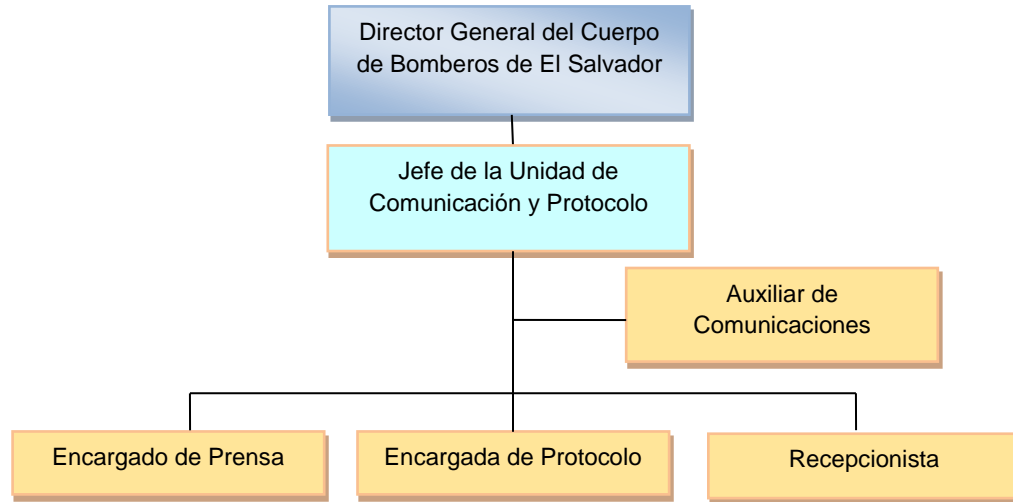 Director General del Cuerpo
de Bomberos de El Salvador
Jefe de la Unidad de
Comunicación y Protocolo
Auxiliar de
Comunicaciones
Encargado de Prensa
Encargada de Protocolo
Recepcionista